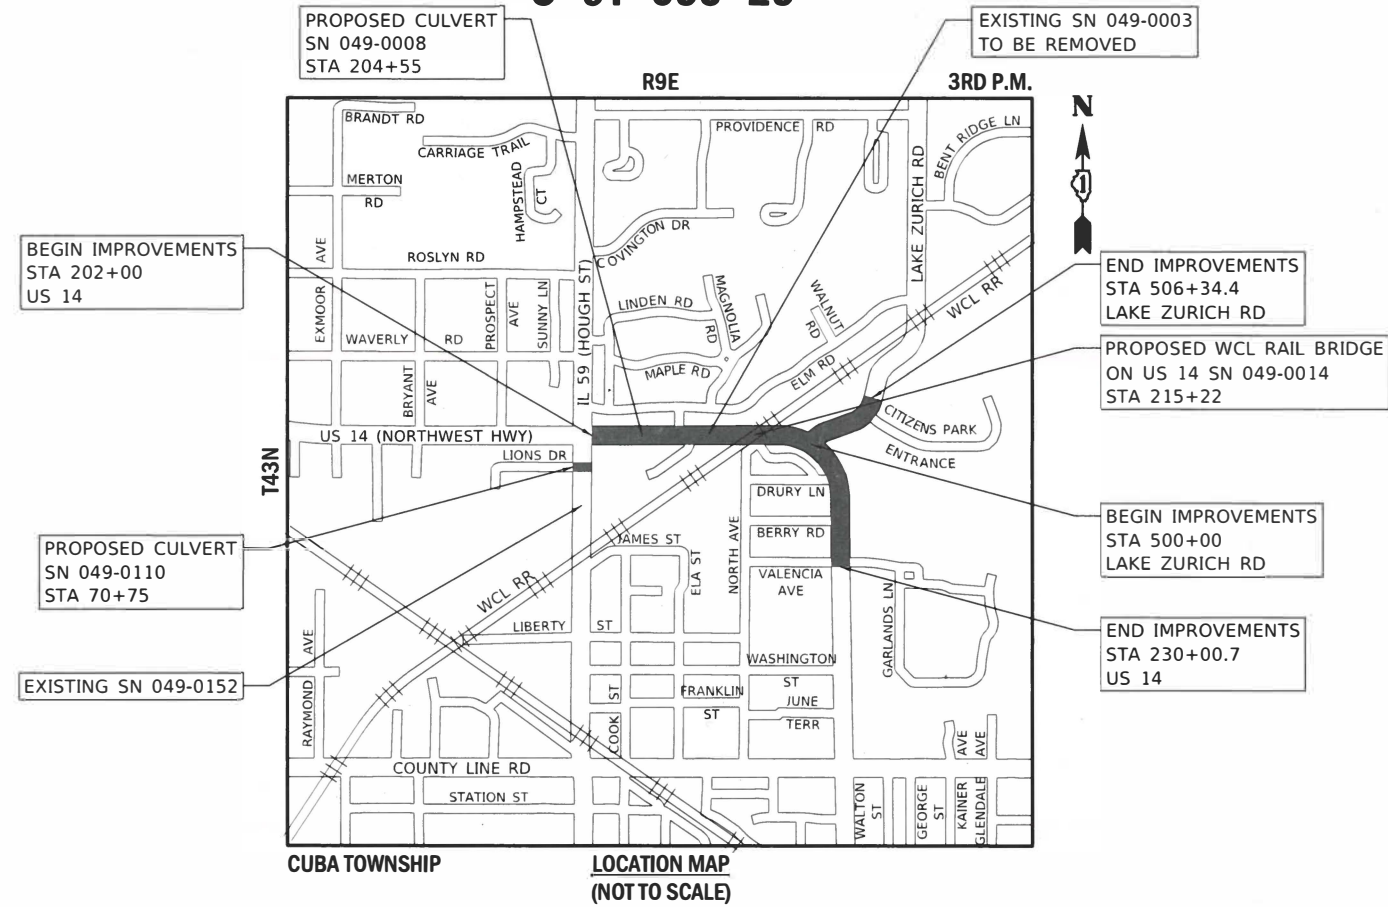 PROPOSED CULVERT
SN 049-0008
STA 204+55
EXISTING SN 049-0003
TO BE REMOVED
R9E
3RD P.M.
N
1
BRANDT RD
CARRIAGE TRAIL
PROVIDENCE RD
BENT RIDGE LN
MERTON
RD
HAMPSTEAD
CT
LAKE ZURICH RD
COVINGTON DR
BEGIN IMPROVEMENTS
STA 202+00
US 14
EXMOOR AVE
ROSLYN RD
PROSPECT
AVE
SUNNY LN
IL 59 (HOUGH ST)
LINDEN RD
MAGNOLIA
RD
WALNUT
RD
WCL RR
END IMPROVEMENTS
STA 506+34.4
LAKE ZURICH RD
WAVERLY RD
BRYANT
AVE
MAPLE RD
ELM RD
PROPOSED WCL RAIL BRIDGE
ON US 14 SN 049-0014
STA 215+22
US 14 (NORTHWEST HWY)
CITIZENS PARK
ENTRANCE
T43N
LIONS DR
DRURY LN
BERRY RD
BEGIN IMPROVEMENTS
STA 500+00
LAKE ZURICH RD
PROPOSED CULVERT
SN 049-0110
STA 70+75
JAMES ST
ELA ST
NORTH AVE
VALENCIA
AVE
WCL RR
GARLANDS LN
LIBERTY ST
END IMPROVEMENTS
STA 230+00.7
US 14
EXISTING SN 049-0152
RAYMOND AVE
WASHINGTON
ST
COOK ST
FRANKLIN
ST
JUNE
TERR
COUNTY LINE RD
STATION ST
WALTON
ST
GEORGE
ST
KAINER
AVE
GLENDALE
AVE
CUBA TOWNSHIP
LOCATION MAP
(NOT TO SCALE)